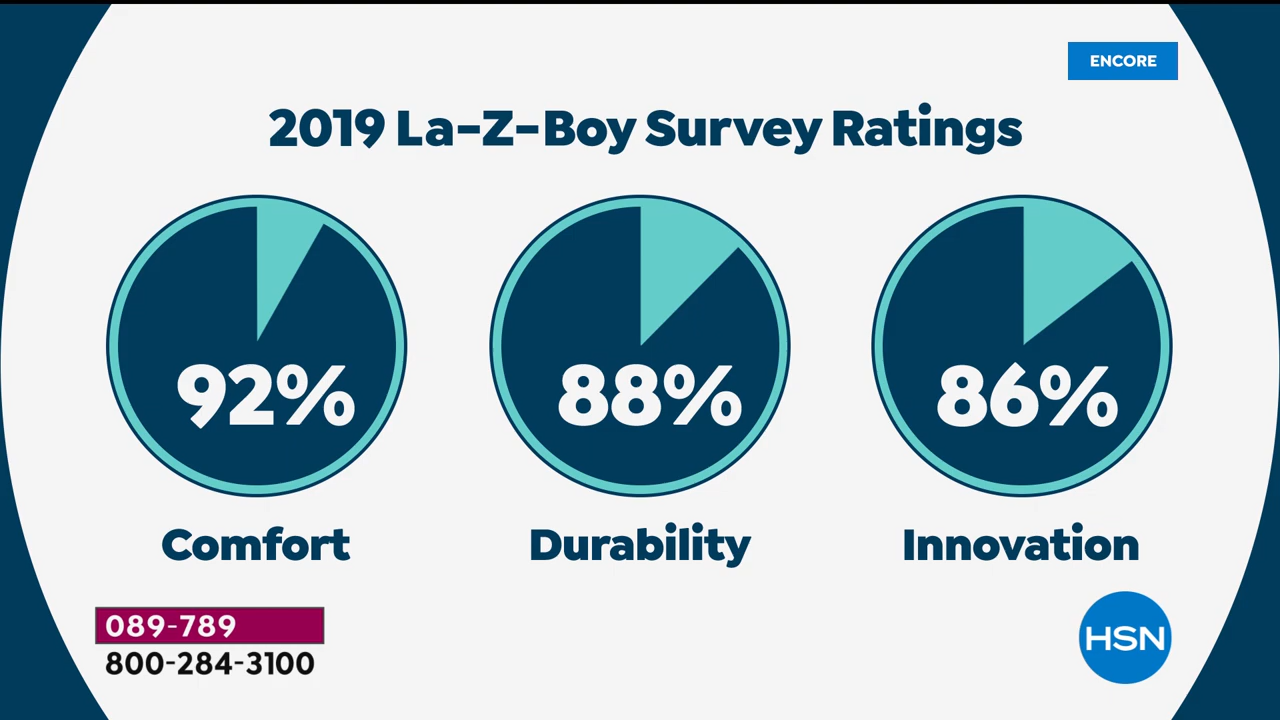 ENCORE
2019 La-Z-Boy Survey Ratings
92%
88%
86%
Comfort
Durability
Innovation
089-789
800-284-3100
HSN